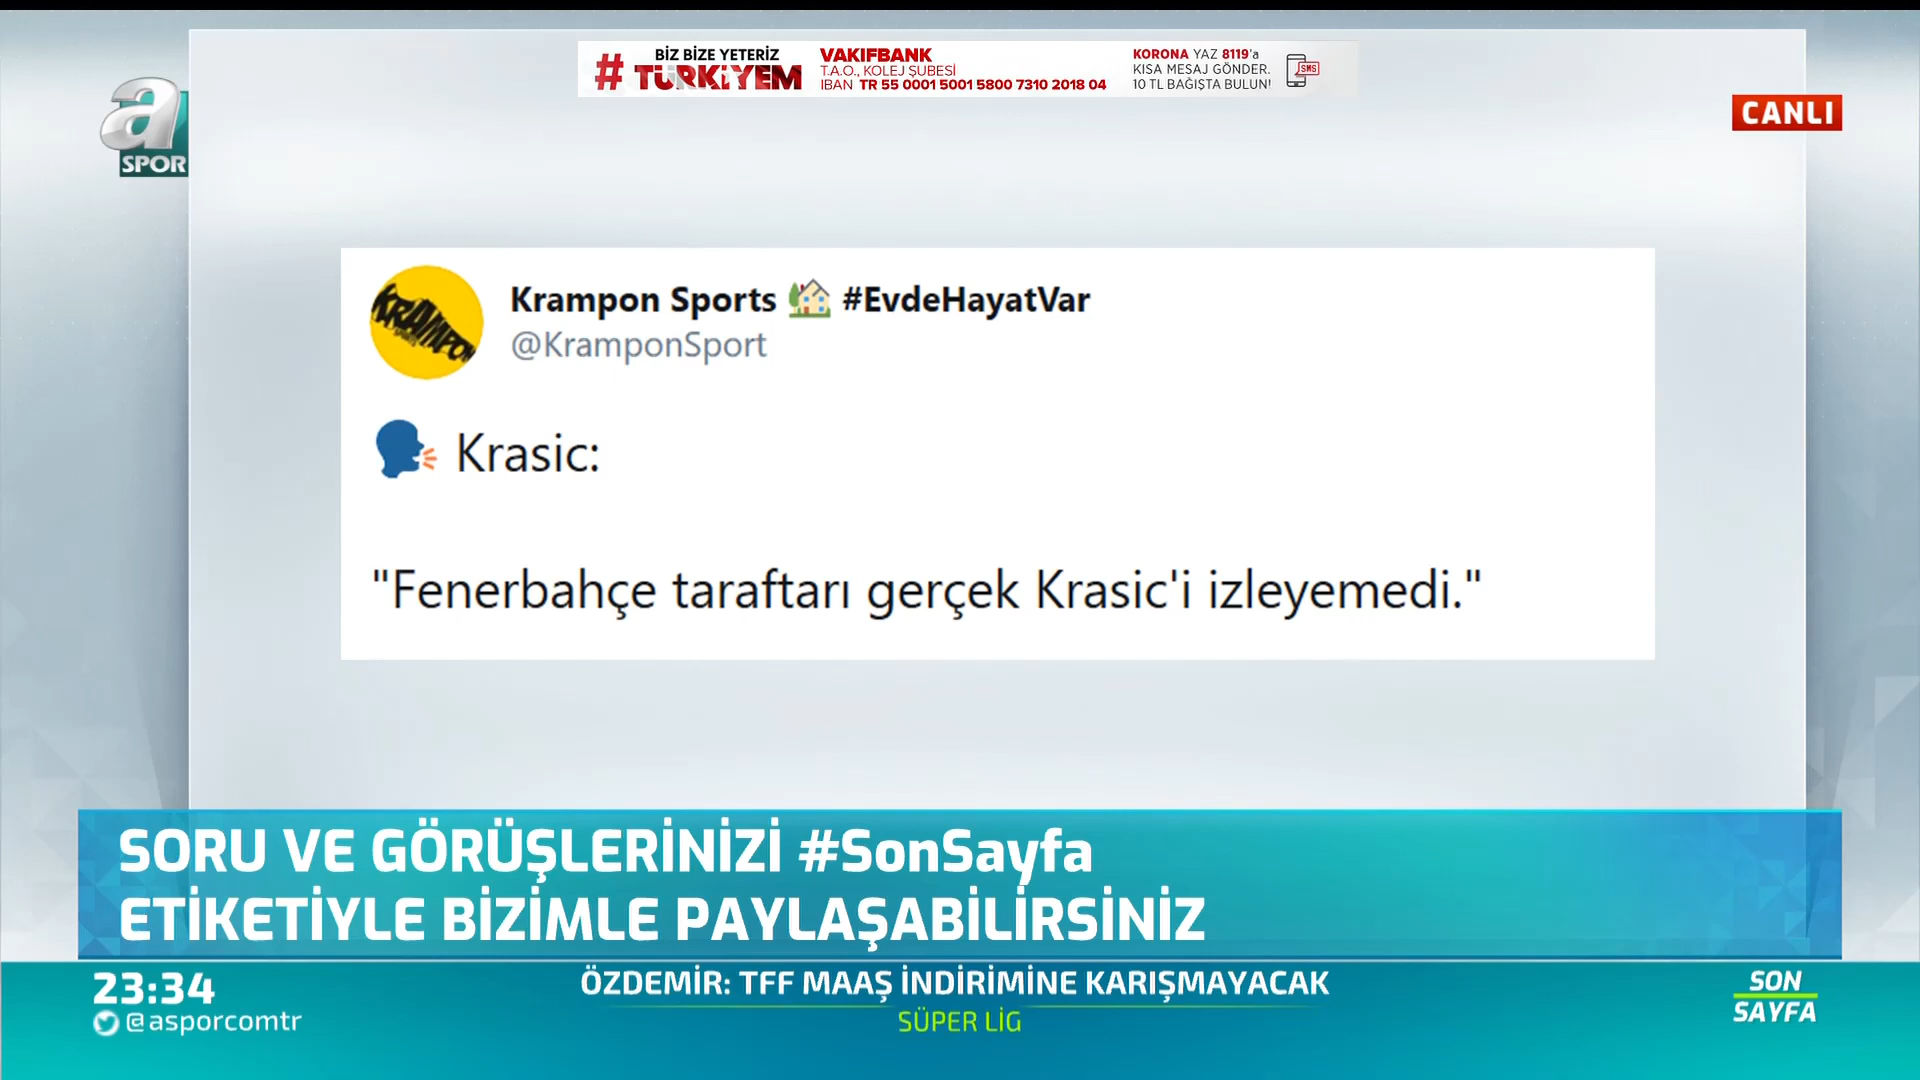 BİZ BİZE YETERİZ
# TÜRKİYEM
VAKIFBANK
T.A.O., KOLEJ ŞUBESİ
IBAN TR 55 0001 5001 5800 7310 2018 04
KORONA YAZ 8119'a
KISA MESAJ GÖNDER.
10 TL BAĞIŞTA BULUN!
SMS
a
SPOR
CANLI
KRAMPON
Krampon Sports 🏡 #EvdeHayatVar
@KramponSport
🗣 Krasic:
"Fenerbahçe taraftarı gerçek Krasic'i izleyemedi."
SORU VE GÖRÜŞLERİNİZİ #SonSayfa
ETİKETİYLE BİZİMLE PAYLAŞABİLİRSİNİZ
23:34
@asporcomtr
ÖZDEMİR: TFF MAAŞ İNDİRİMİNE KARIŞMAYACAK
SÜPER LİG
SON
SAYFA